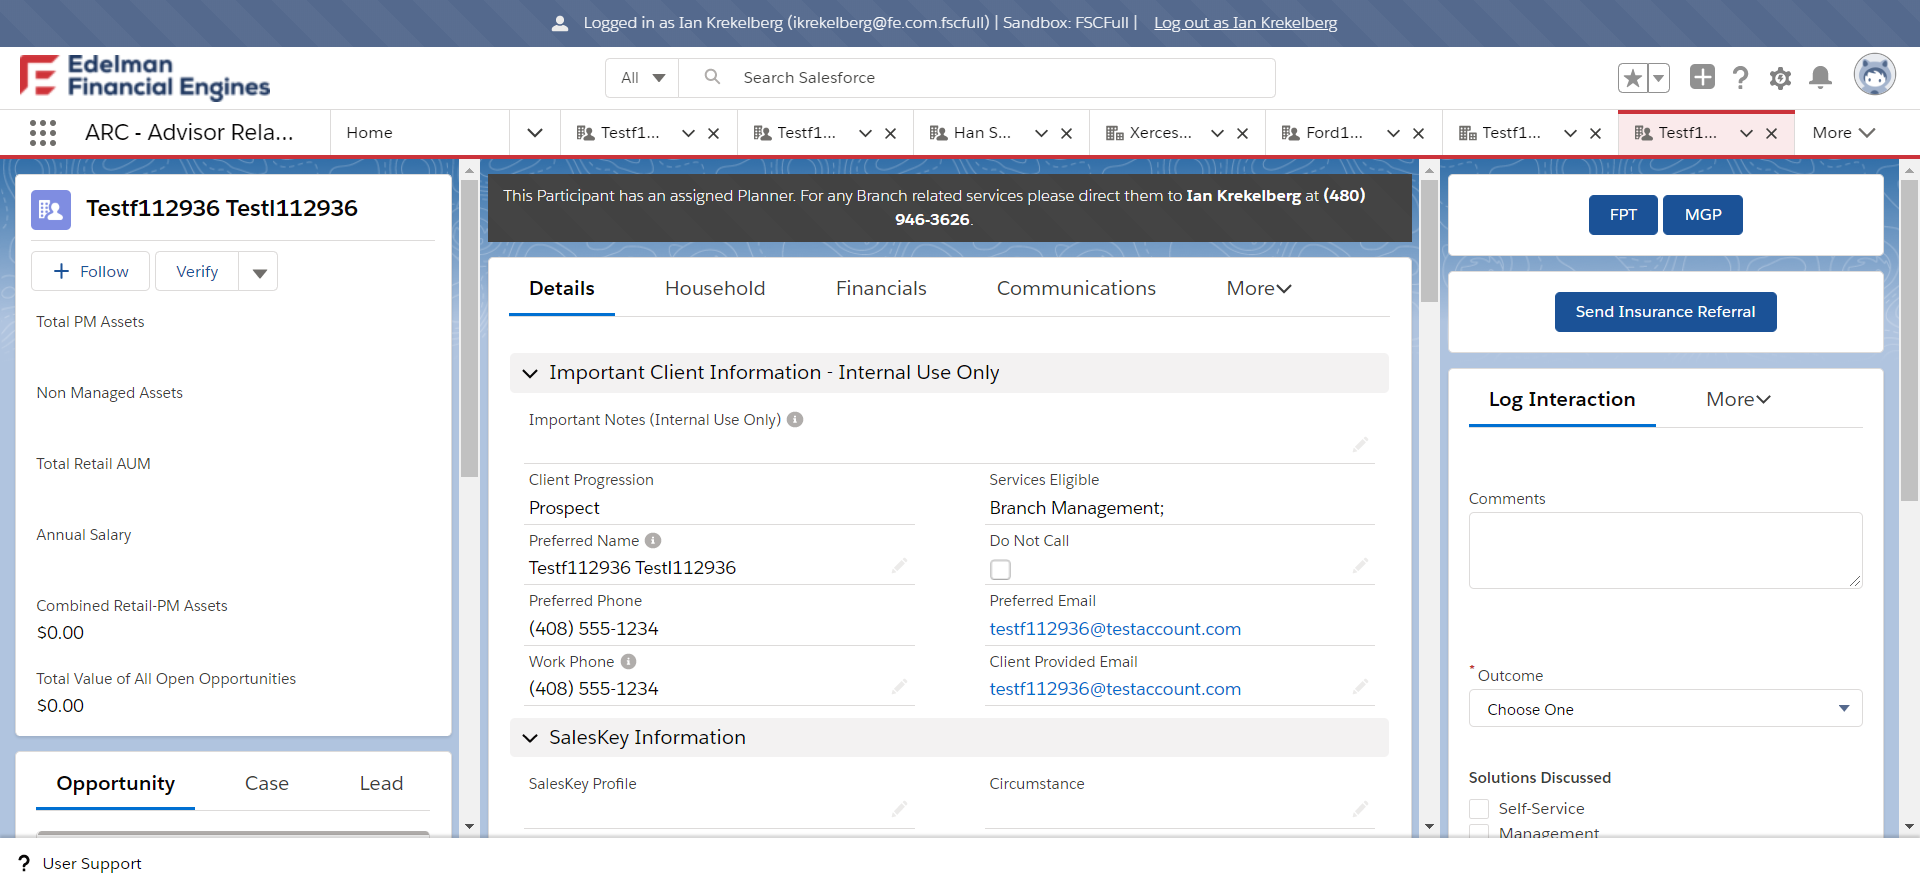 Logged in as Ian Krekelberg (ikrekelberg@fe.com.fscfull) | Sandbox: FSCFull | Log out as Ian Krekelberg
Edelman
Financial Engines
All
Search Salesforce
ARC - Advisor Rela...
Home
Testf1...
Testf1...
Han S...
Xerces...
Ford1...
Testf1...
Testf1...
More
Testf112936 Testl112936
Follow
Verify
Total PM Assets
Non Managed Assets
Total Retail AUM
Annual Salary
Combined Retail-PM Assets
$0.00
Total Value of All Open Opportunities
$0.00
Opportunity Case Lead
This Participant has an assigned Planner. For any Branch related services please direct them to Ian Krekelberg at (480)
946-3626.
Details Household Financials Communications More
Important Client Information - Internal Use Only
Important Notes (Internal Use Only)
Client Progression
Prospect
Services Eligible
Branch Management;
Preferred Name
Testf112936 Testl112936
Do Not Call
Preferred Phone
(408) 555-1234
Preferred Email
testf112936@testaccount.com
Work Phone
(408) 555-1234
Client Provided Email
testf112936@testaccount.com
SalesKey Information
SalesKey Profile
Circumstance
FPT MGP
Send Insurance Referral
Log Interaction More
Comments
* Outcome
Choose One
Solutions Discussed
Self-Service
Management
? User Support